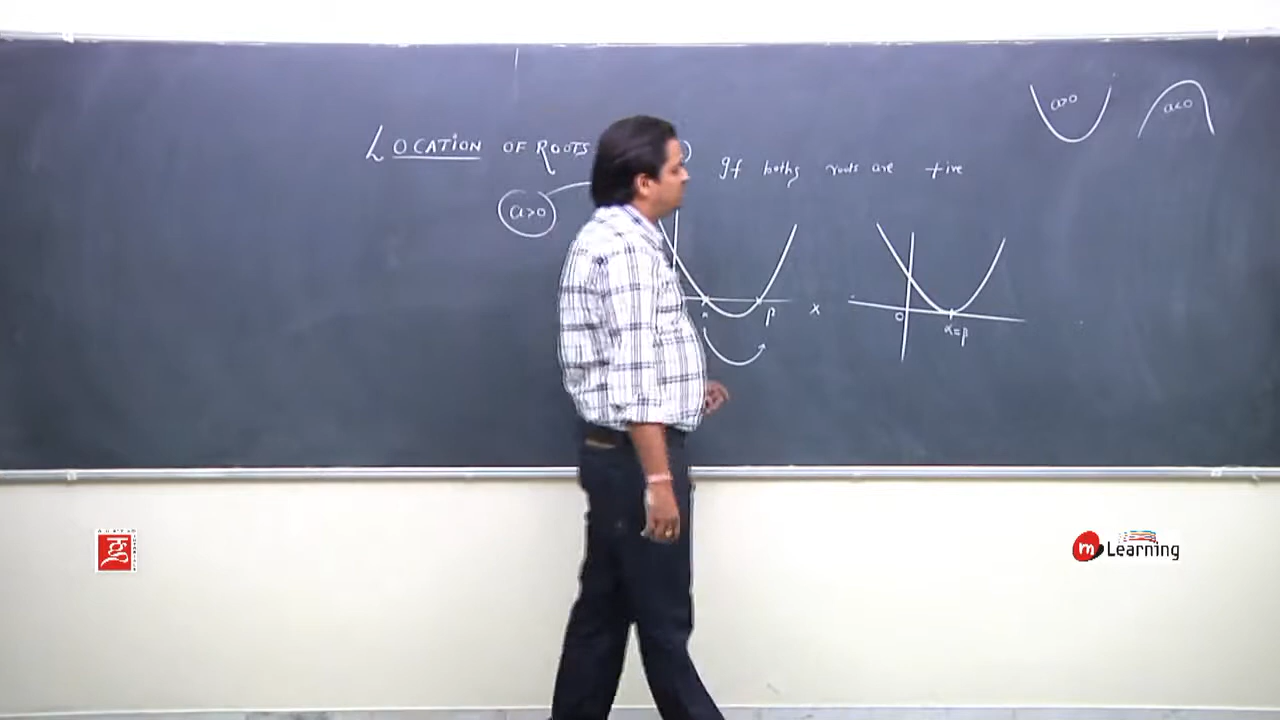 a>0
a<0
LOCATION OF ROOTS )
If boths roots are +ive
a>0
β
x
O
α=β
m Learning